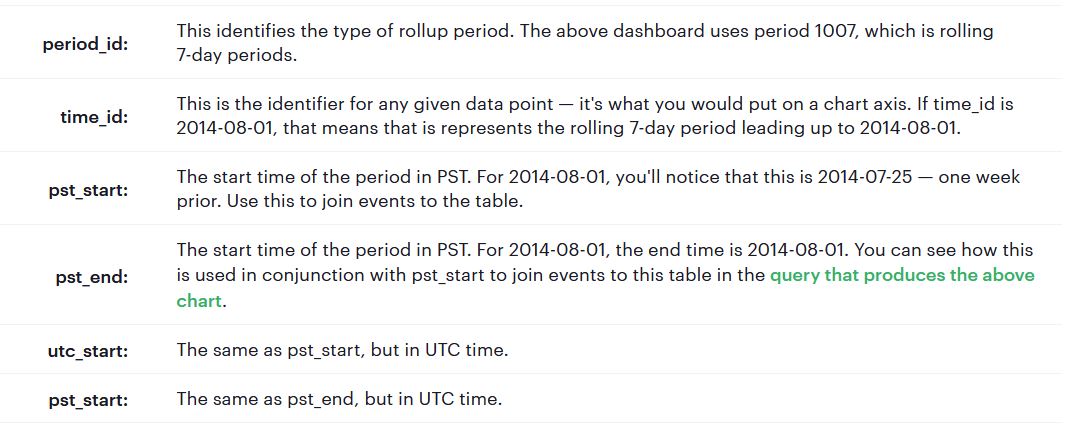 period_id:
This identifies the type of rollup period. The above dashboard uses period 1007, which is rolling
7-day periods.
time_id:
This is the identifier for any given data point — it's what you would put on a chart axis. If time_id is
2014-08-01, that means that is represents the rolling 7-day period leading up to 2014-08-01.
pst_start:
The start time of the period in PST. For 2014-08-01, you'll notice that this is 2014-07-25 — one week
prior. Use this to join events to the table.
pst_end:
The start time of the period in PST. For 2014-08-01, the end time is 2014-08-01. You can see how this
is used in conjunction with pst_start to join events to this table in the query that produces the above
chart.
utc_start:
The same as pst_start, but in UTC time.
pst_start:
The same as pst_end, but in UTC time.